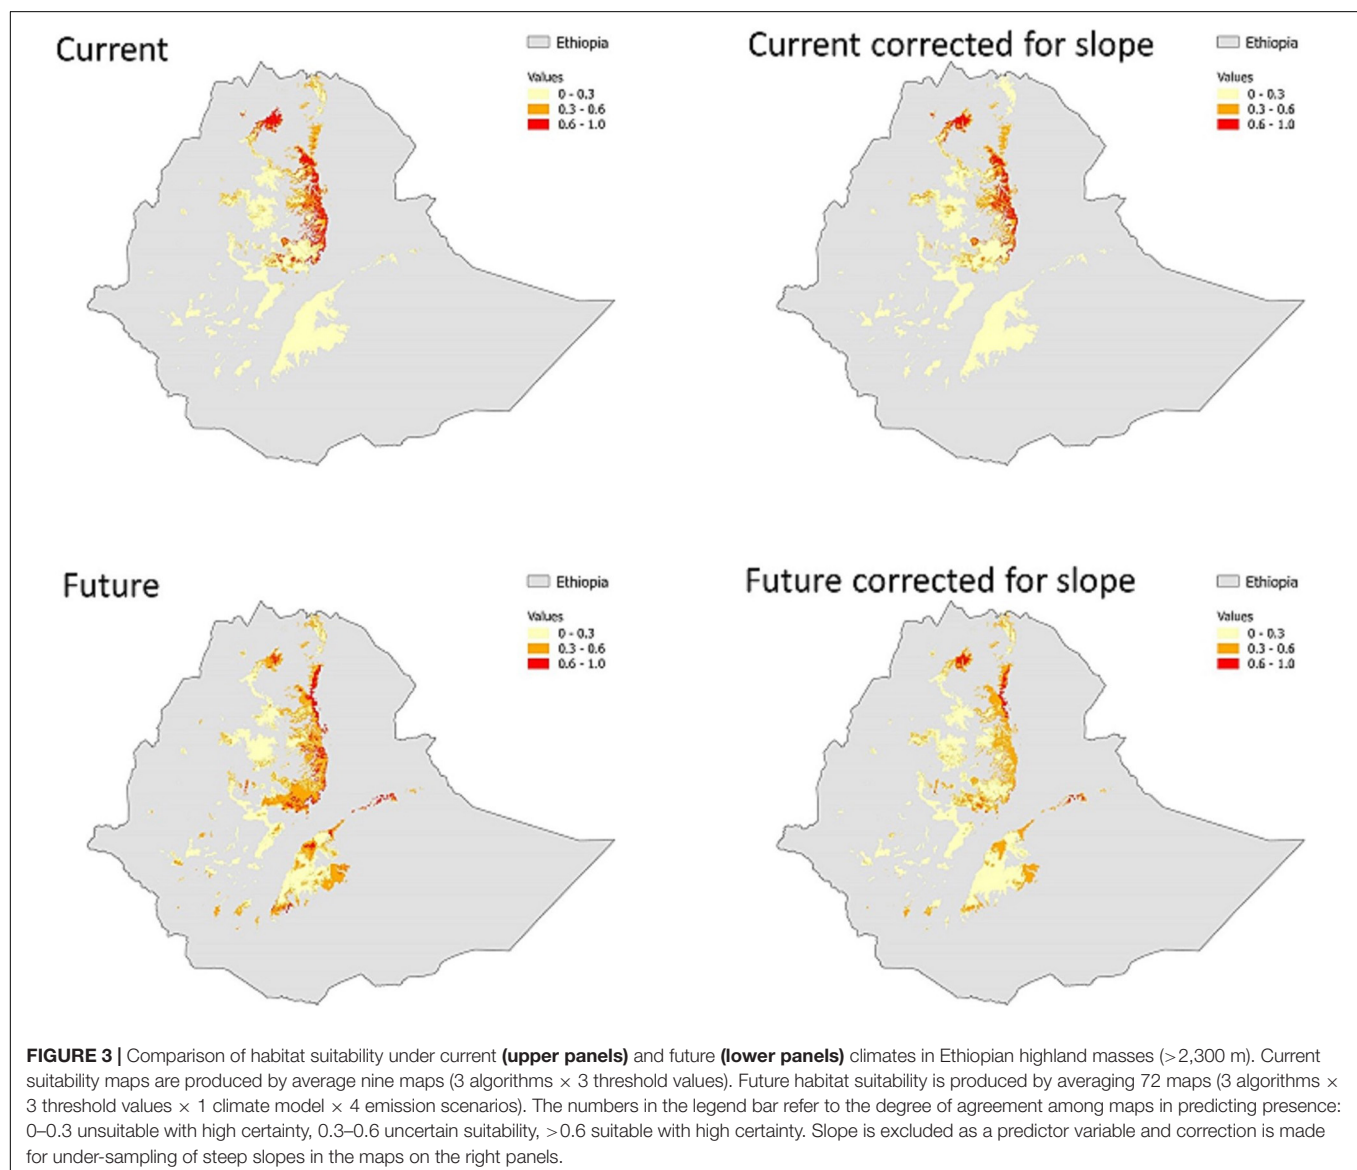 Current
Ethiopia
Values
0 - 0.3
0.3 - 0.6
0.6 - 1.0
Current corrected for slope
Ethiopia
Values
0 - 0.3
0.3 - 0.6
0.6 - 1.0
Future
Ethiopia
Values
0 - 0.3
0.3 - 0.6
0.6 - 1.0
Future corrected for slope
Ethiopia
Values
0 - 0.3
0.3 - 0.6
0.6 - 1.0
FIGURE 3 | Comparison of habitat suitability under current (upper panels) and future (lower panels) climates in Ethiopian highland masses (>2,300 m). Current
suitability maps are produced by average nine maps (3 algorithms × 3 threshold values). Future habitat suitability is produced by averaging 72 maps (3 algorithms ×
3 threshold values × 1 climate model × 4 emission scenarios). The numbers in the legend bar refer to the degree of agreement among maps in predicting presence:
0–0.3 unsuitable with high certainty, 0.3–0.6 uncertain suitability, >0.6 suitable with high certainty. Slope is excluded as a predictor variable and correction is made
for under-sampling of steep slopes in the maps on the right panels.